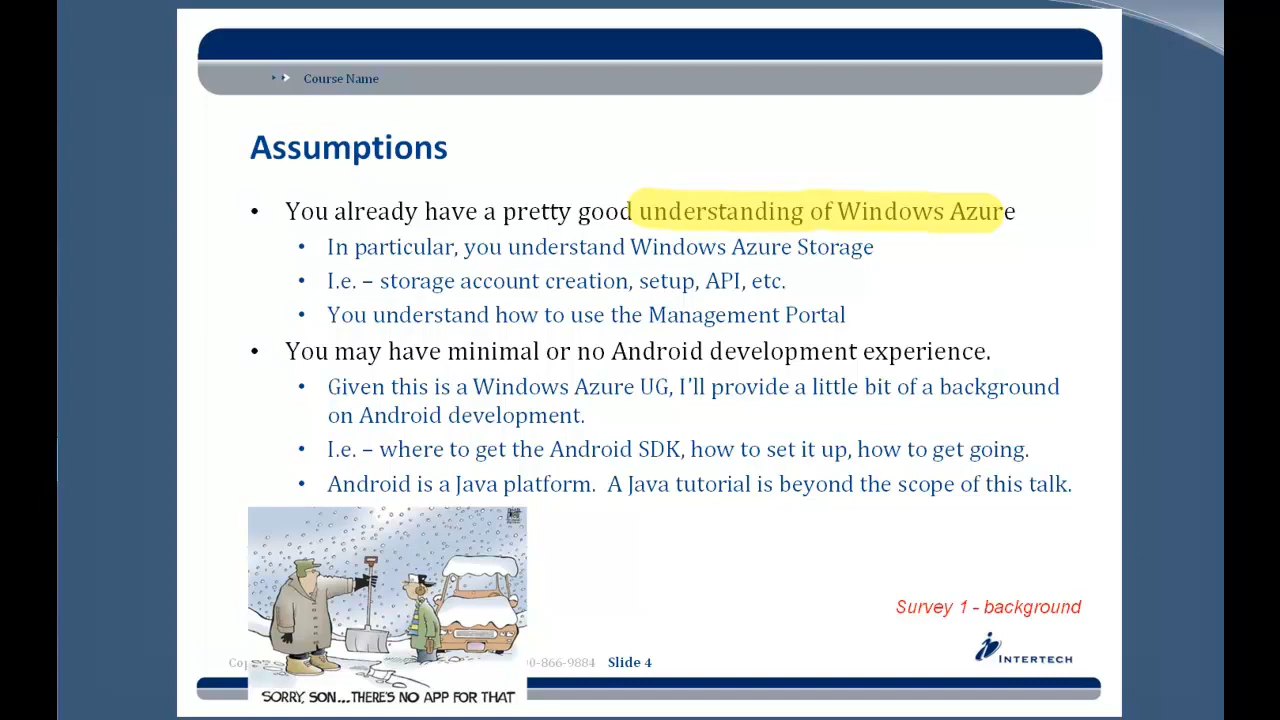 Course Name
Assumptions
• You already have a pretty good understanding of Windows Azure
• In particular, you understand Windows Azure Storage
• I.e. – storage account creation, setup, API, etc.
• You understand how to use the Management Portal
• You may have minimal or no Android development experience.
• Given this is a Windows Azure UG, I'll provide a little bit of a background
on Android development.
• I.e. – where to get the Android SDK, how to set it up, how to get going.
• Android is a Java platform. A Java tutorial is beyond the scope of this talk.
Survey 1 - background
00-866-9884 Slide 4
INTERTECH
SORRY, SON...THERE'S NO APP FOR THAT